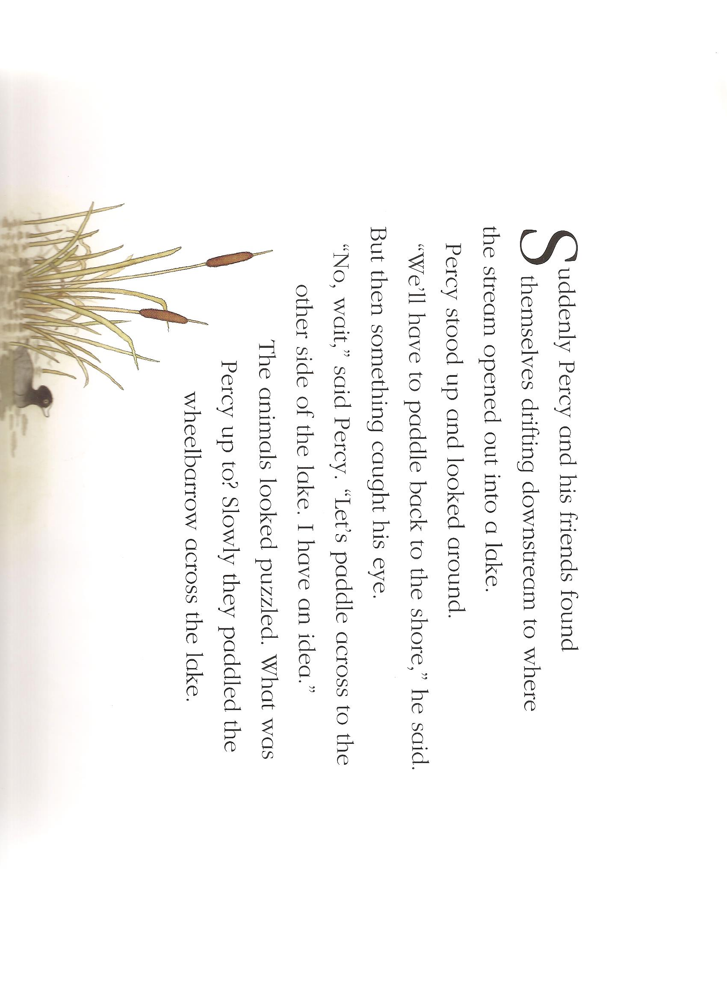 Suddenly Percy and his friends found
themselves drifting downstream to where
the stream opened out into a lake.
Percy stood up and looked around.
“We’ll have to paddle back to the shore,” he said.
But then something caught his eye.
“No, wait,” said Percy. “Let’s paddle across to the
other side of the lake. I have an idea.”
The animals looked puzzled. What was
Percy up to? Slowly they paddled the
wheelbarrow across the lake.